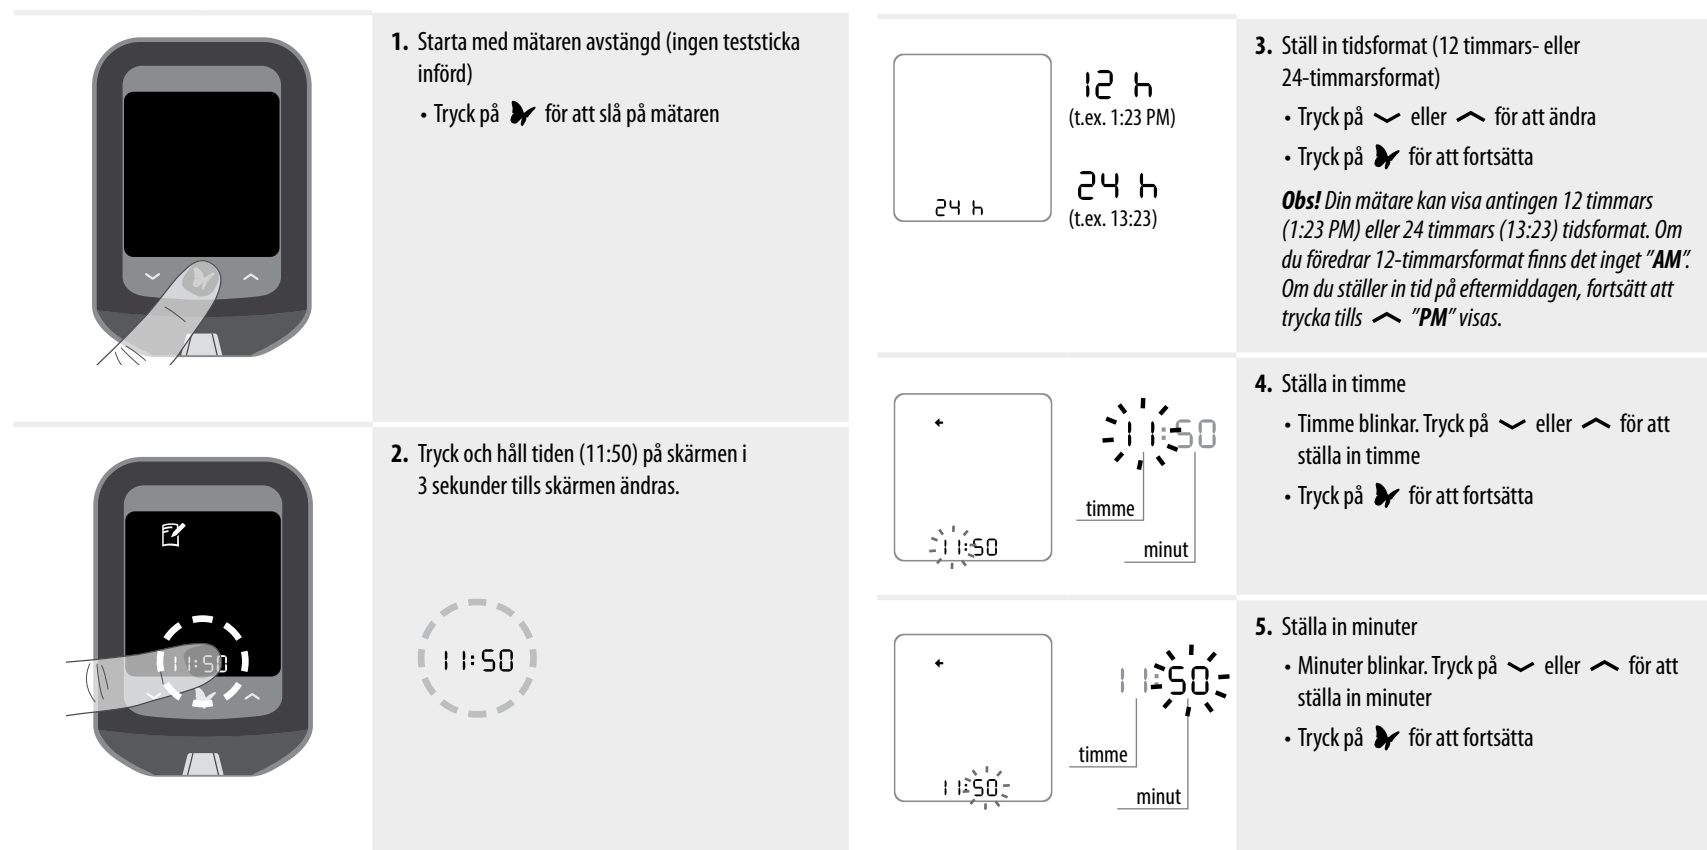 1. Starta med mätaren avstängd (ingen teststicka
införd)
• Tryck på för att slå på mätaren
2. Tryck och håll tiden (11:50) på skärmen i
3 sekunder tills skärmen ändras.
11:50
11:50
24 h
12 h
(t.ex. 1:23 PM)
24 h
(t.ex. 13:23)
3. Ställ in tidsformat (12 timmars- eller
24-timmarsformat)
• Tryck på eller för att ändra
• Tryck på för att fortsätta
Obs! Din mätare kan visa antingen 12 timmars
(1:23 PM) eller 24 timmars (13:23) tidsformat. Om
du föredrar 12-timmarsformat finns det inget "AM".
Om du ställer in tid på eftermiddagen, fortsätt att
trycka tills "PM" visas.
11:50
11:50
timme
minut
4. Ställa in timme
• Timme blinkar. Tryck på eller för att
ställa in timme
• Tryck på för att fortsätta
11:50
11:50
timme
minut
5. Ställa in minuter
• Minuter blinkar. Tryck på eller för att
ställa in minuter
• Tryck på för att fortsätta